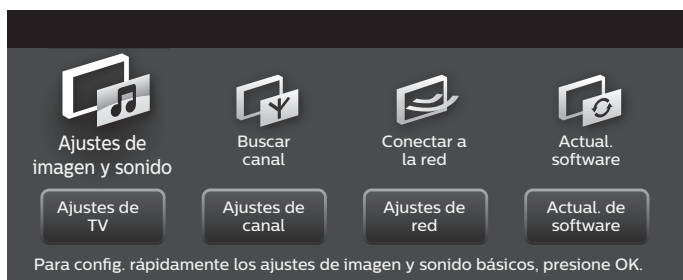 Ajustes de
imagen y sonido
Buscar
canal
Conectar a
la red
Actual.
software
Ajustes de
TV
Ajustes de
canal
Ajustes de
red
Actual. de
software
Para config. rápidamente los ajustes de imagen y sonido básicos, presione OK.